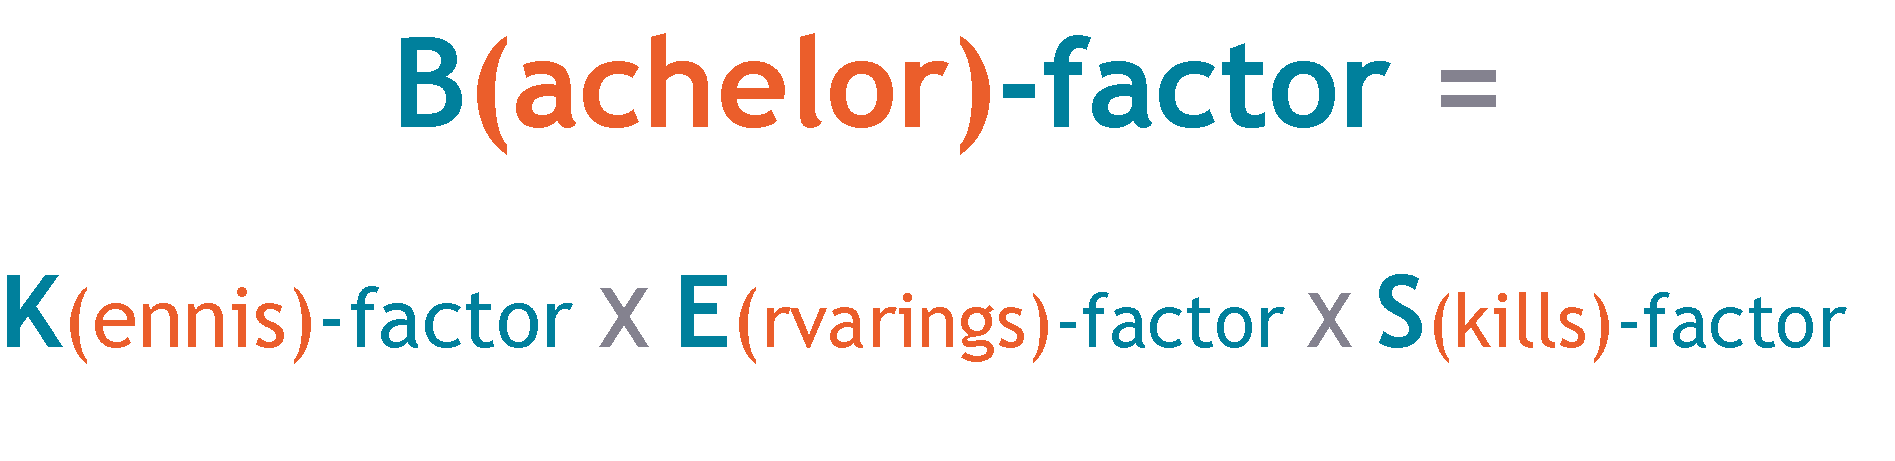 B(achelor)-factor =
K(ennis)-factor X E(rvarings)-factor X S(kills)-factor